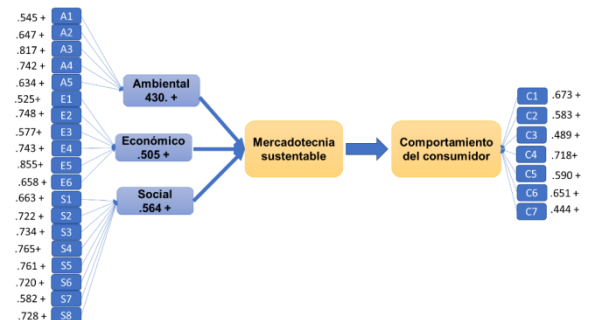 .545 + A1
.647 + A2
.817 + A3
.742 + A4
.634 + A5
.525+ E1
.748 + E2
.577+ E3
.743 + E4
.855+ E5
.658 + E6
.663 + S1
.722 + S2
.734 + S3
.765+ S4
.761 + S5
.720 + S6
.582 + S7
.728 + S8
Ambiental
430. +
Económico
.505 +
Social
.564 +
Mercadotecnia
sustentable
Comportamiento
del consumidor
C1 .673 +
C2 .583 +
C3 .489 +
C4 .718+
C5 .590 +
C6 .651 +
C7 .444 +